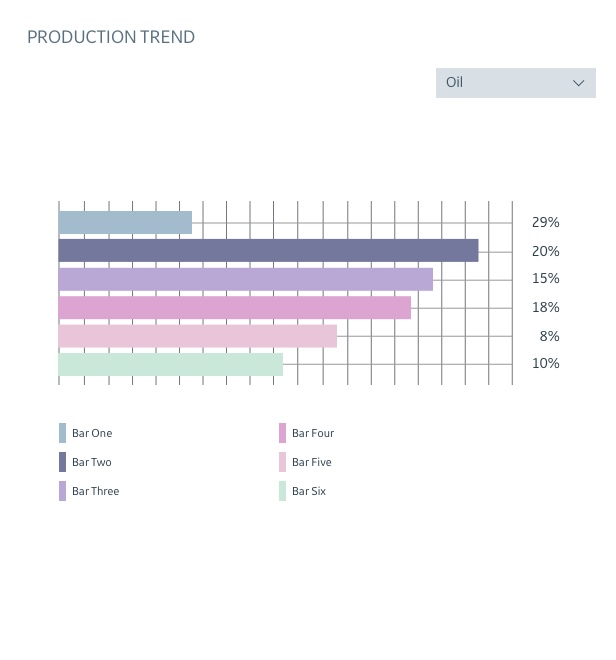 PRODUCTION TREND
Oil
29%
20%
15%
18%
8%
10%
Bar One
Bar Four
Bar Two
Bar Five
Bar Three
Bar Six